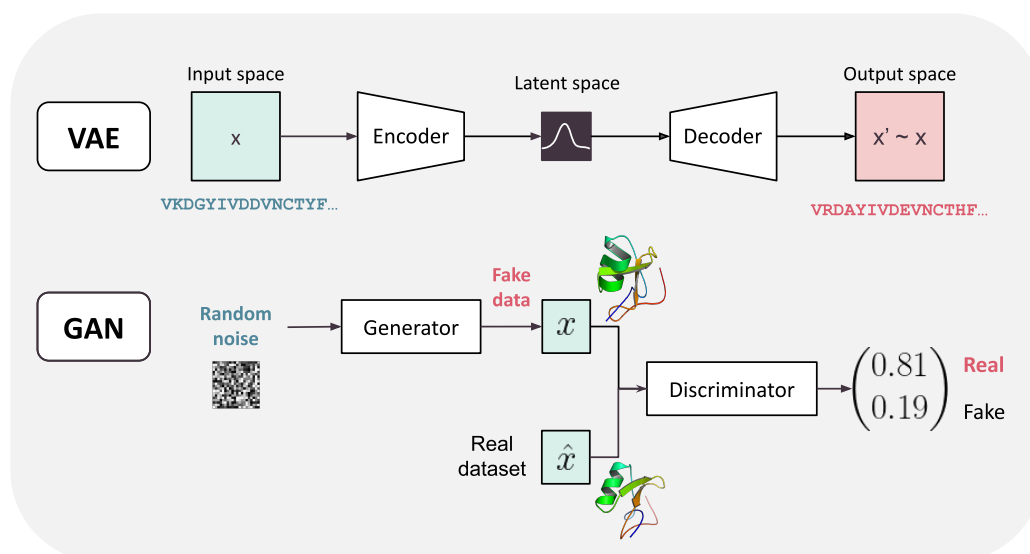 VAE
Input space
x
VKDGYIVDDVNCTYF…
Encoder
Latent space
Decoder
Output space
x’ ~ x
VRDAYIVDEVNCTHF…
GAN
Random
noise
Generator
Fake
data
x
Real
dataset
x̂
Discriminator
0.81
0.19
Real
Fake